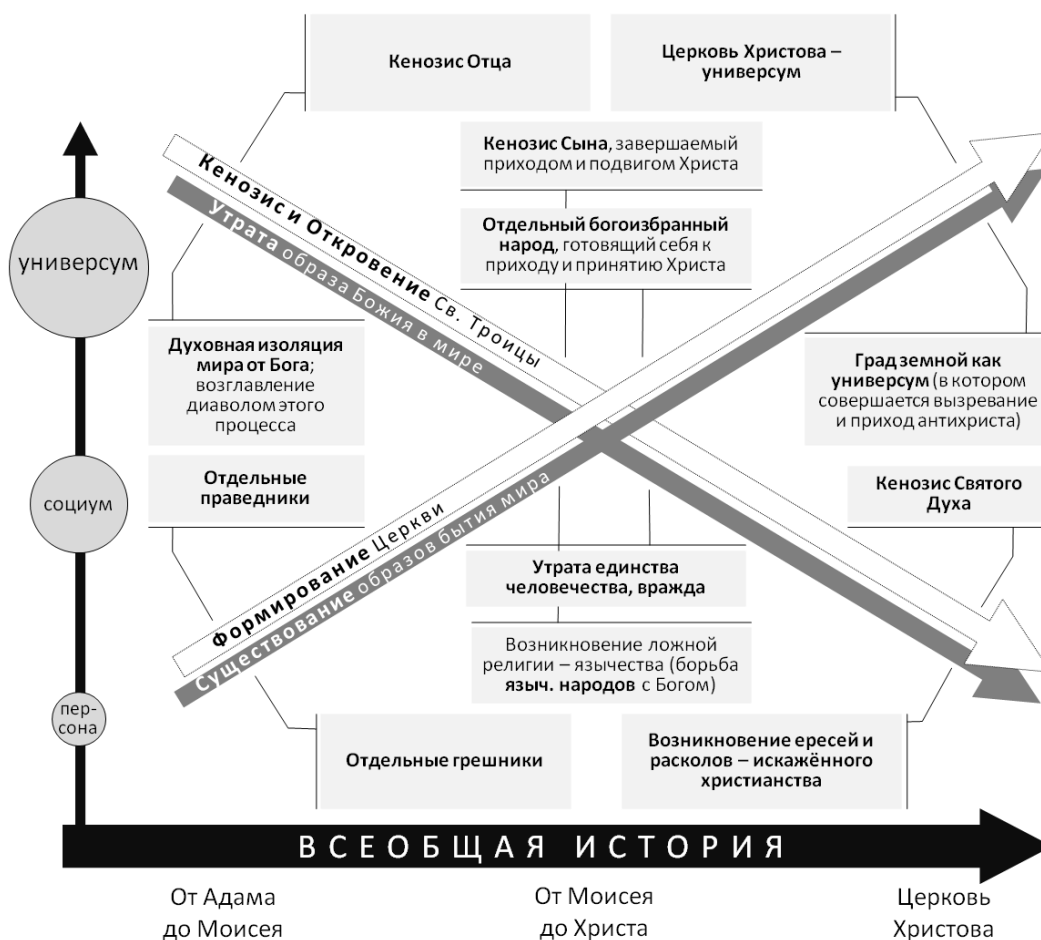 Кенозис Отца
Церковь Христова –
универсум
Кенозис Сына, завершаемый
приходом и подвигом Христа
Отдельный богоизбранный
народ, готовящий себя к
приходу и принятию Христа
Кенозис и Откровение Св. Троицы
Утрата образа Божия в мире
универсум
Духовная изоляция
мира от Бога;
возглавление
диаволом этого
процесса
Град земной как
универсум (в котором
совершается вызревание
и приход антихриста)
Отдельные
праведники
социум
Кенозис Святого
Духа
Формирование Церкви
Существование образов бытия мира
Утрата единства
человечества, вражда
Возникновение ложной
религии – язычества (борьба
языч. народов с Богом)
пер-
сона
Отдельные грешники
Возникновение ересей и
расколов – искажённого
христианства
ВСЕОБЩАЯ ИСТОРИЯ
От Адама
до Моисея
От Моисея
до Христа
Церковь
Христова